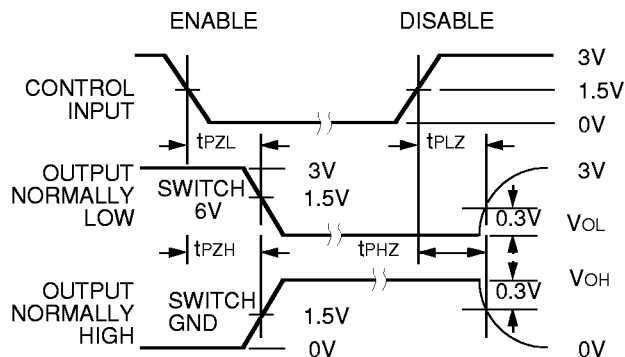 ENABLE DISABLE
CONTROL INPUT
3V
1.5V
0V
tPZL tPLZ
OUTPUT NORMALLY LOW
SWITCH 6V
3V
1.5V
3V
0.3V VOL
tPZH tPHZ
OUTPUT NORMALLY HIGH
SWITCH GND
1.5V
0V
0.3V VOH
0V